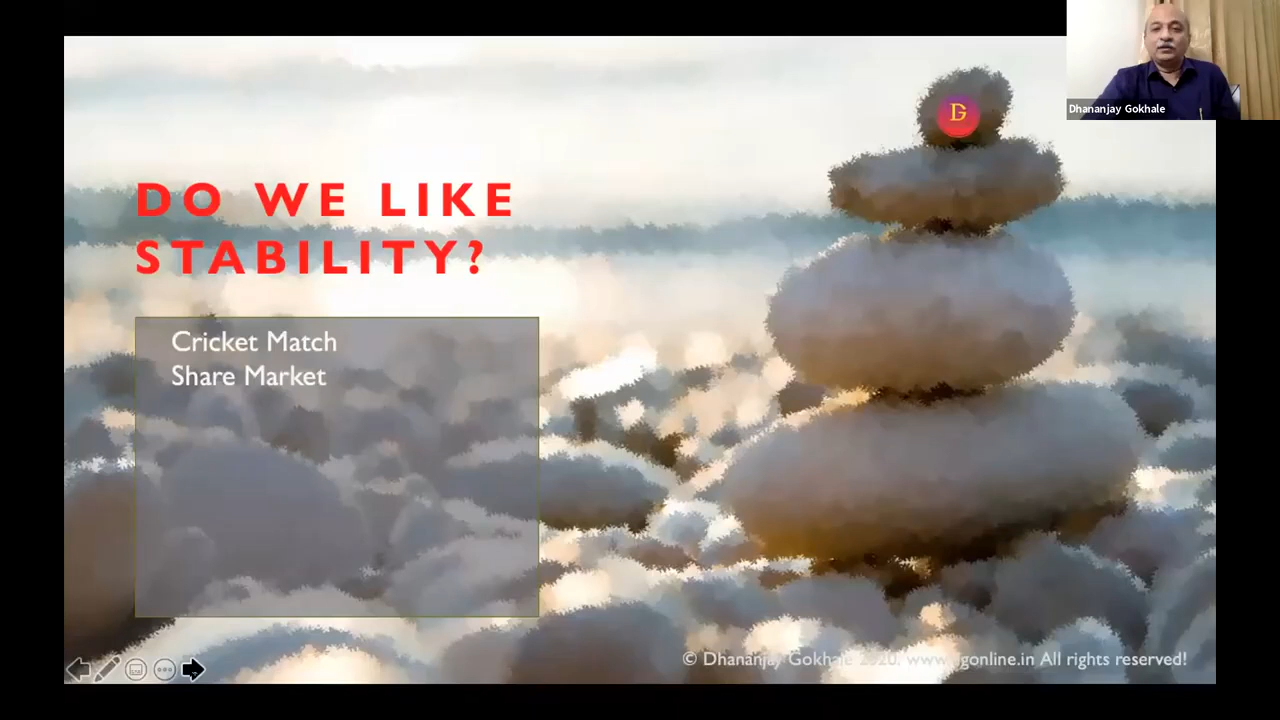 DO WE LIKE
STABILITY?
Cricket Match
Share Market
DG
Dhananjay Gokhale
© Dhananjay Gokhale 2020. www.dgonline.in All rights reserved!